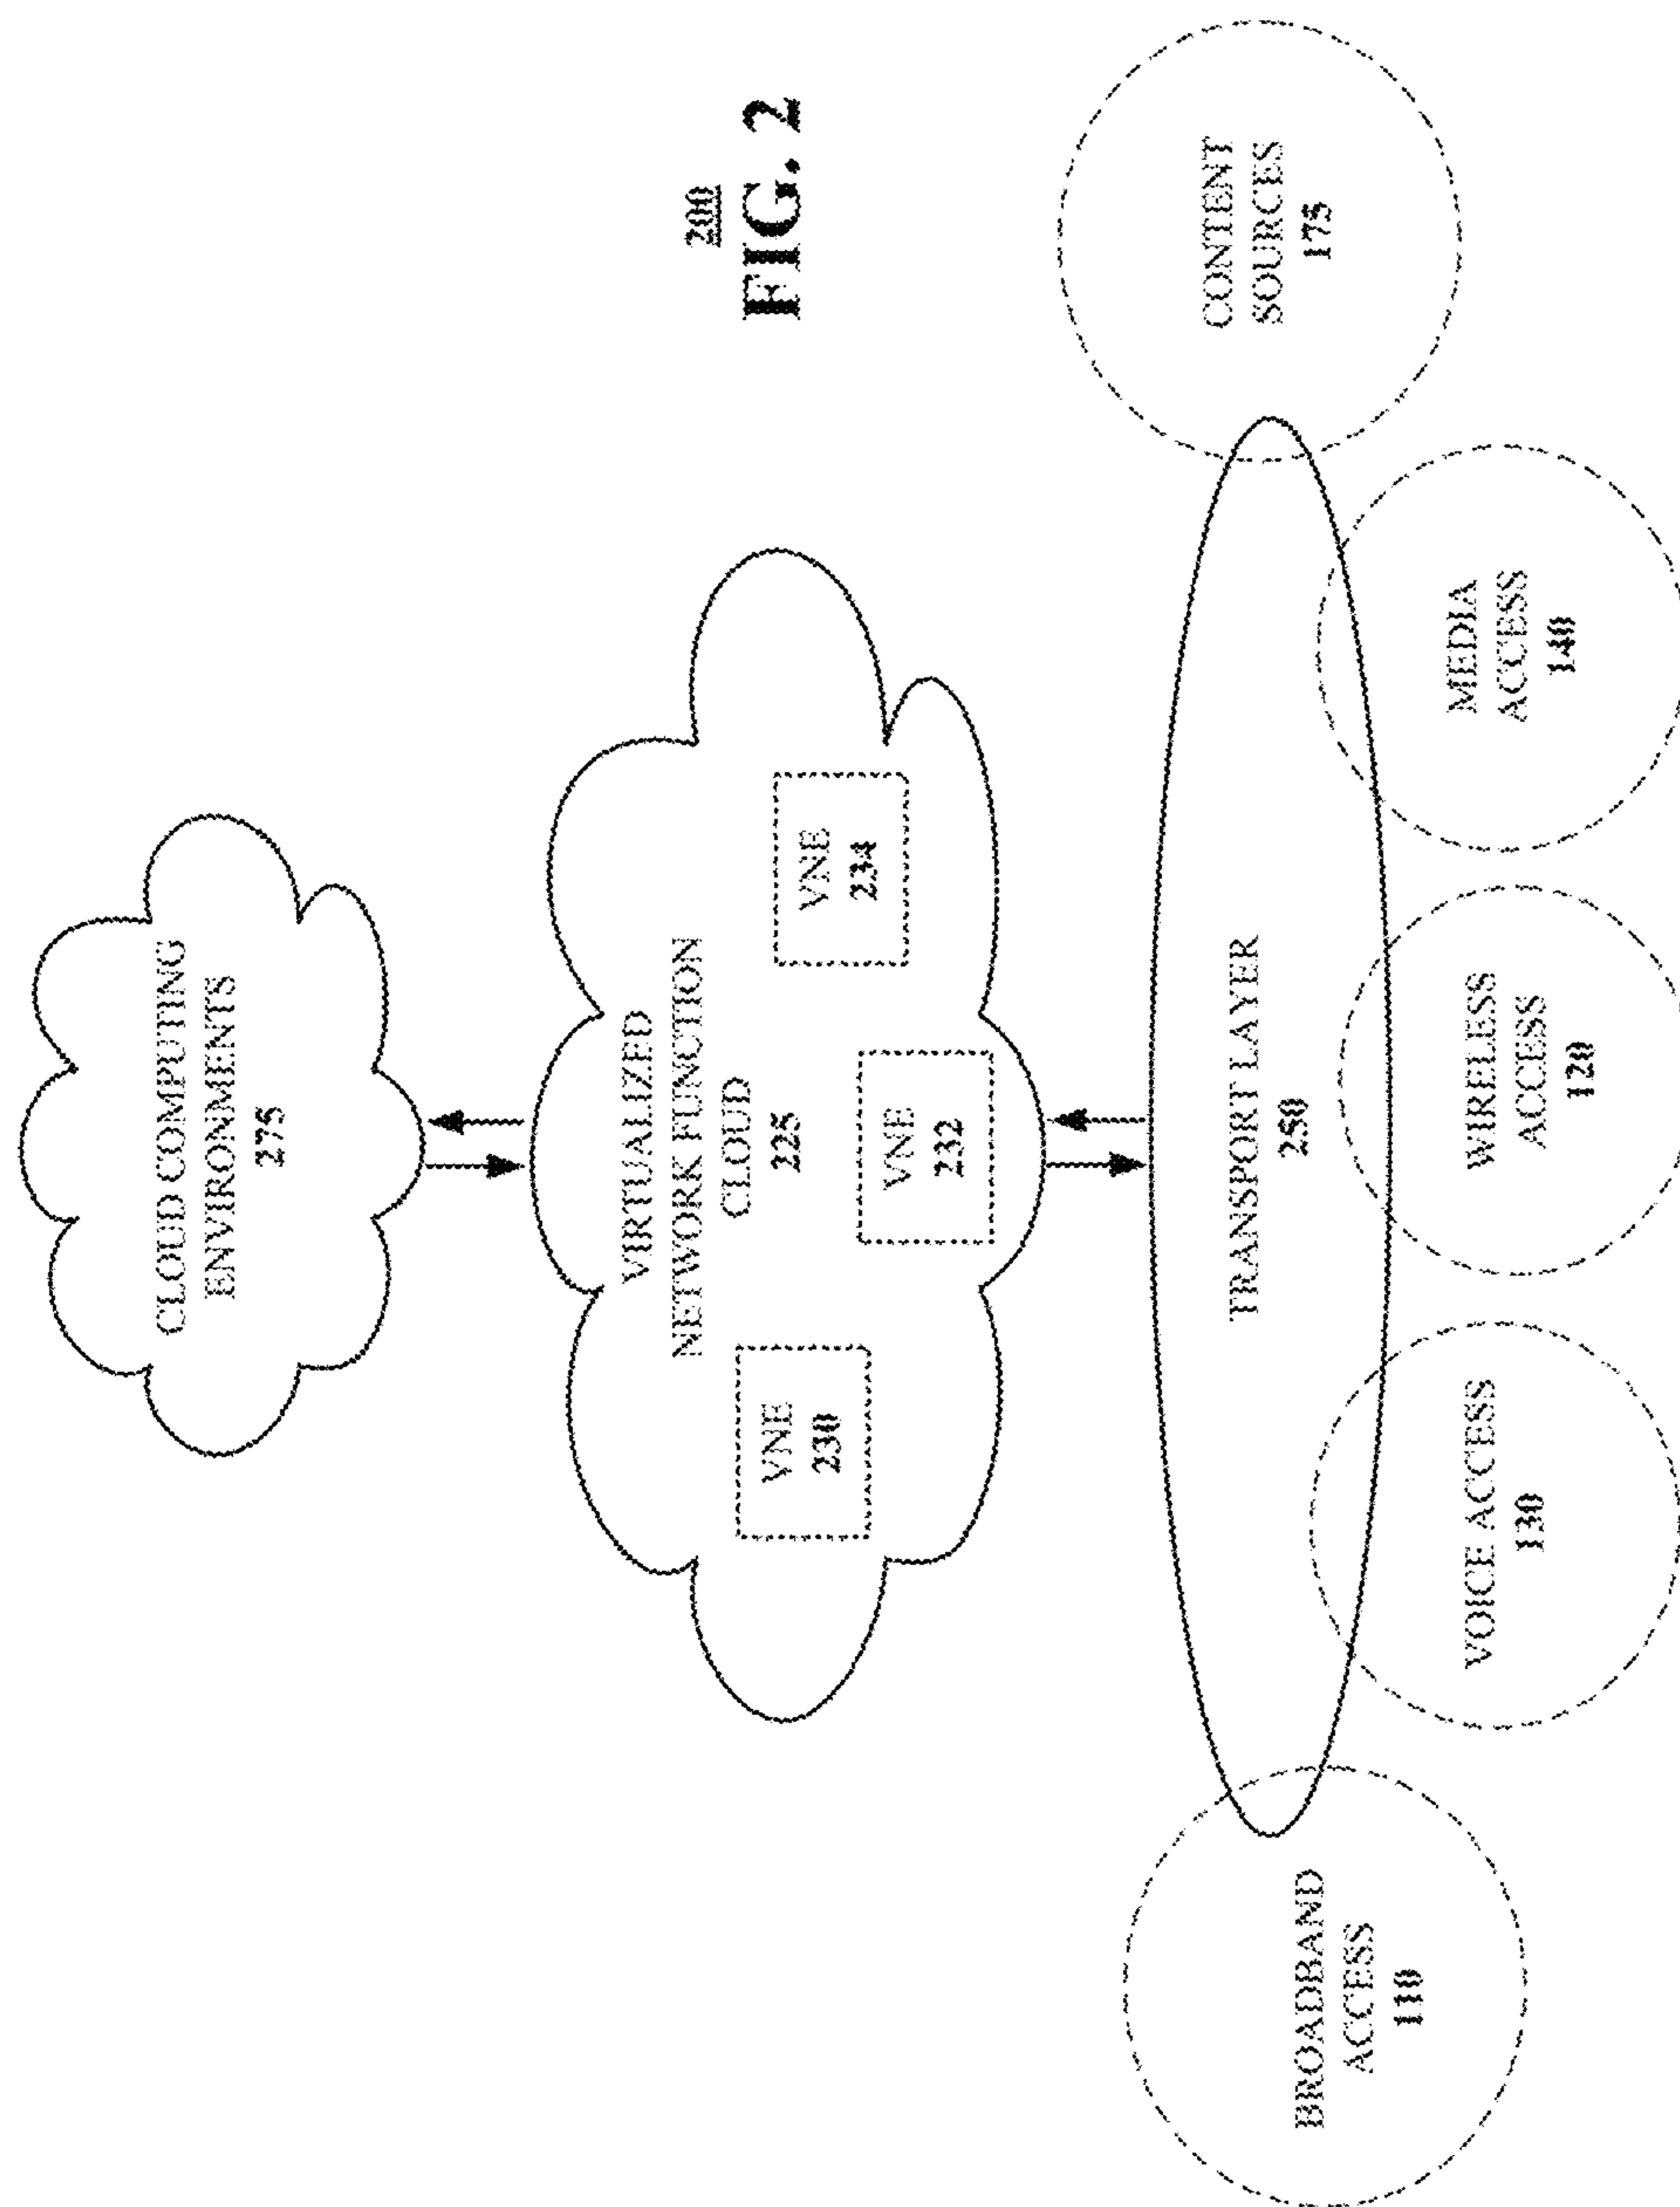 CLOUD COMPUTING
ENVIRONMENTS
275
VIRTUALIZED
NETWORK FUNCTION
CLOUD
225
VNE
230
VNE
232
VNE
234
200
FIG. 2
TRANSPORT LAYER
250
BROADBAND
ACCESS
110
VOICE ACCESS
130
WIRELESS
ACCESS
120
MEDIA
ACCESS
140
CONTENT
SOURCES
175